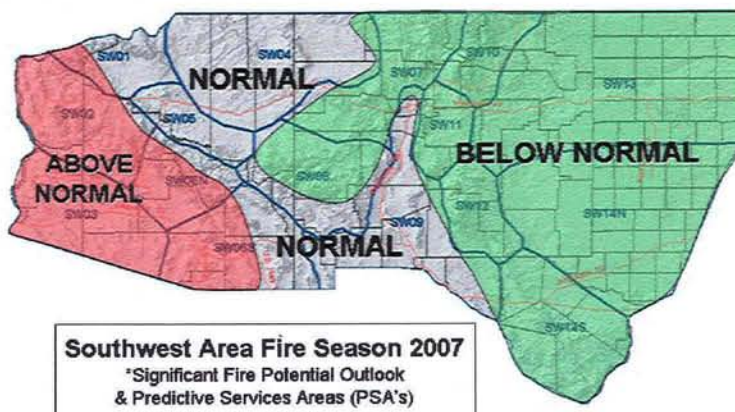 SW01
SW04
NORMAL
SW07
SW10
SW13
SW02
SW05
SW11
ABOVE
NORMAL
BELOW NORMAL
SW03
SW09
SW12
SW14N
NORMAL
SW14S
Southwest Area Fire Season 2007
*Significant Fire Potential Outlook
& Predictive Services Areas (PSA's)